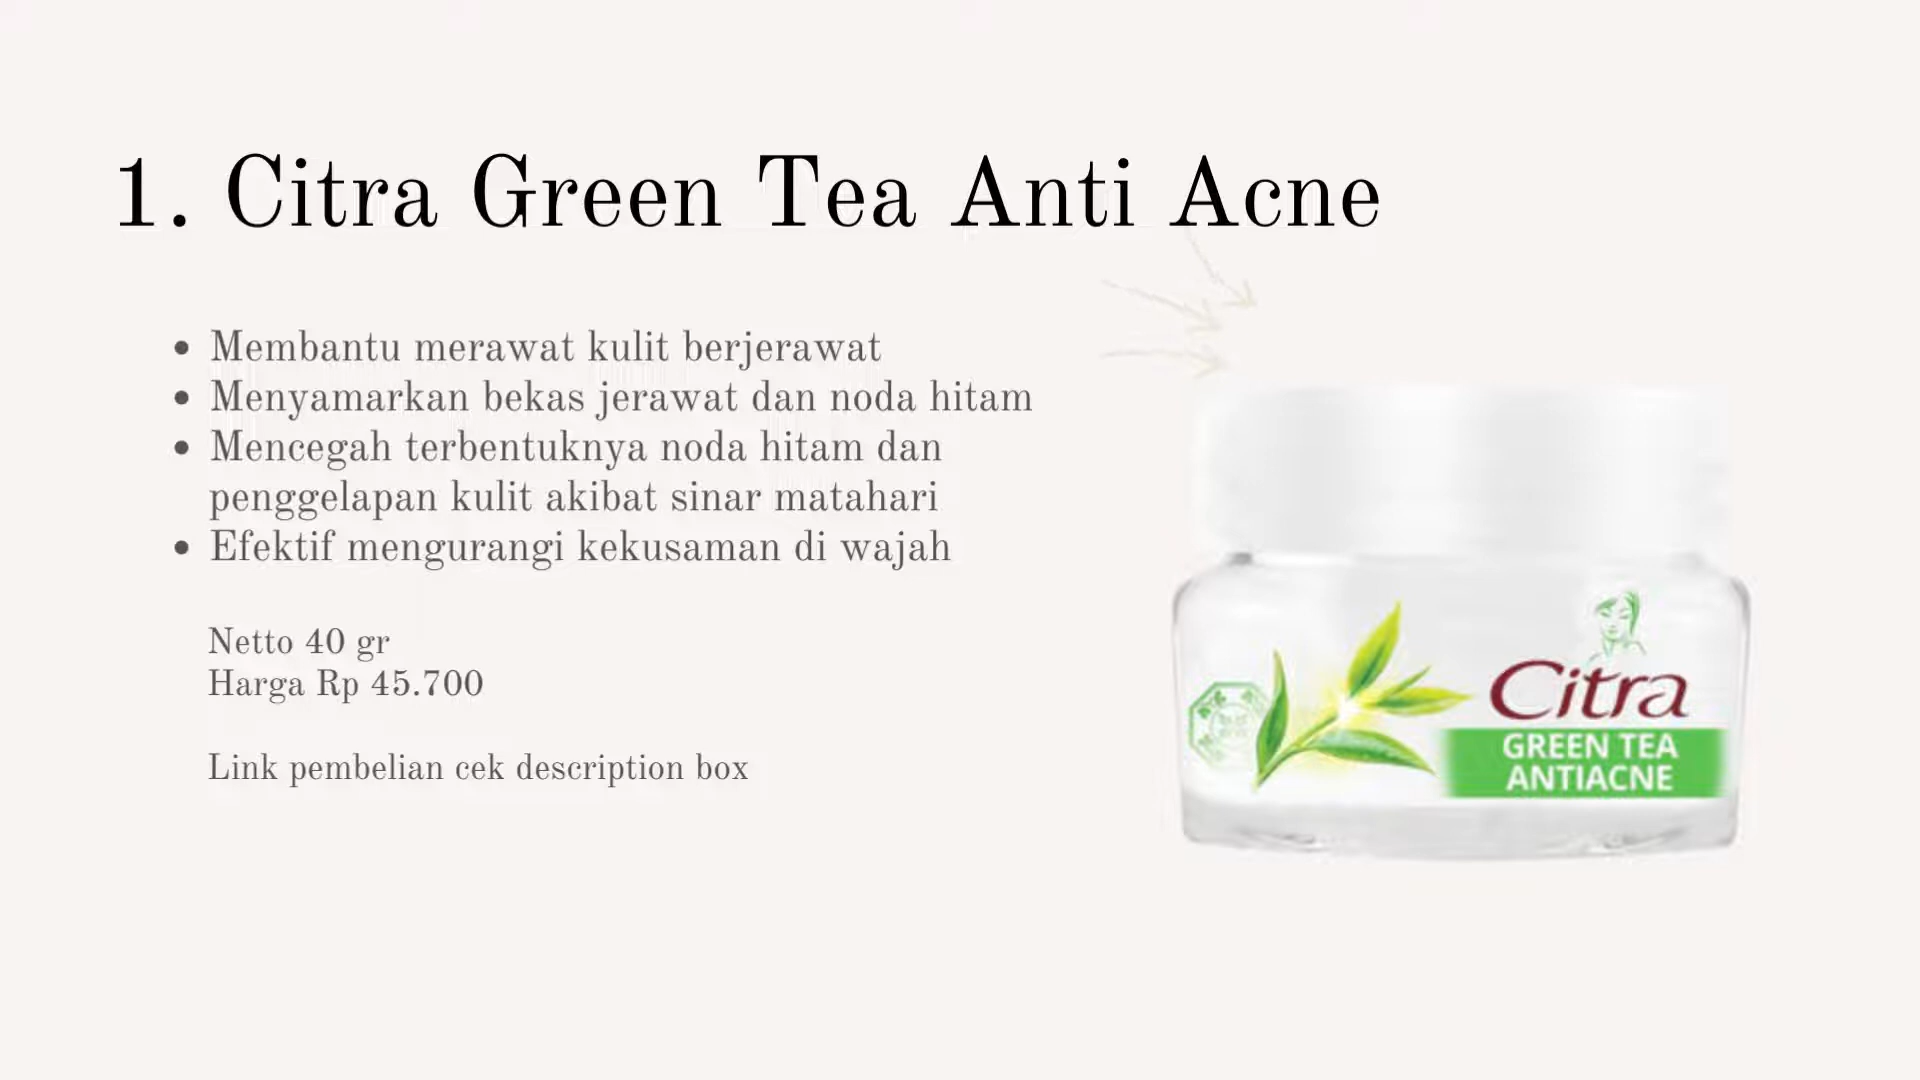 1. Citra Green Tea Anti Acne
• Membantu merawat kulit berjerawat
• Menyamarkan bekas jerawat dan noda hitam
• Mencegah terbentuknya noda hitam dan
penggelapan kulit akibat sinar matahari
• Efektif mengurangi kekusaman di wajah
Netto 40 gr
Harga Rp 45.700
Link pembelian cek description box
Citra
GREEN TEA
ANTIACNE